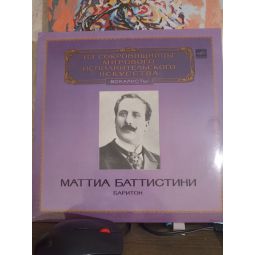 ИЗ СОКРОВИЩНИЦЫ
МИРОВОГО
ИСПОЛНИТЕЛЬСКОГО
ИСКУССТВА
ВОКАЛИСТЫ
МАТТИА БАТТИСТИНИ
БАРИТОН